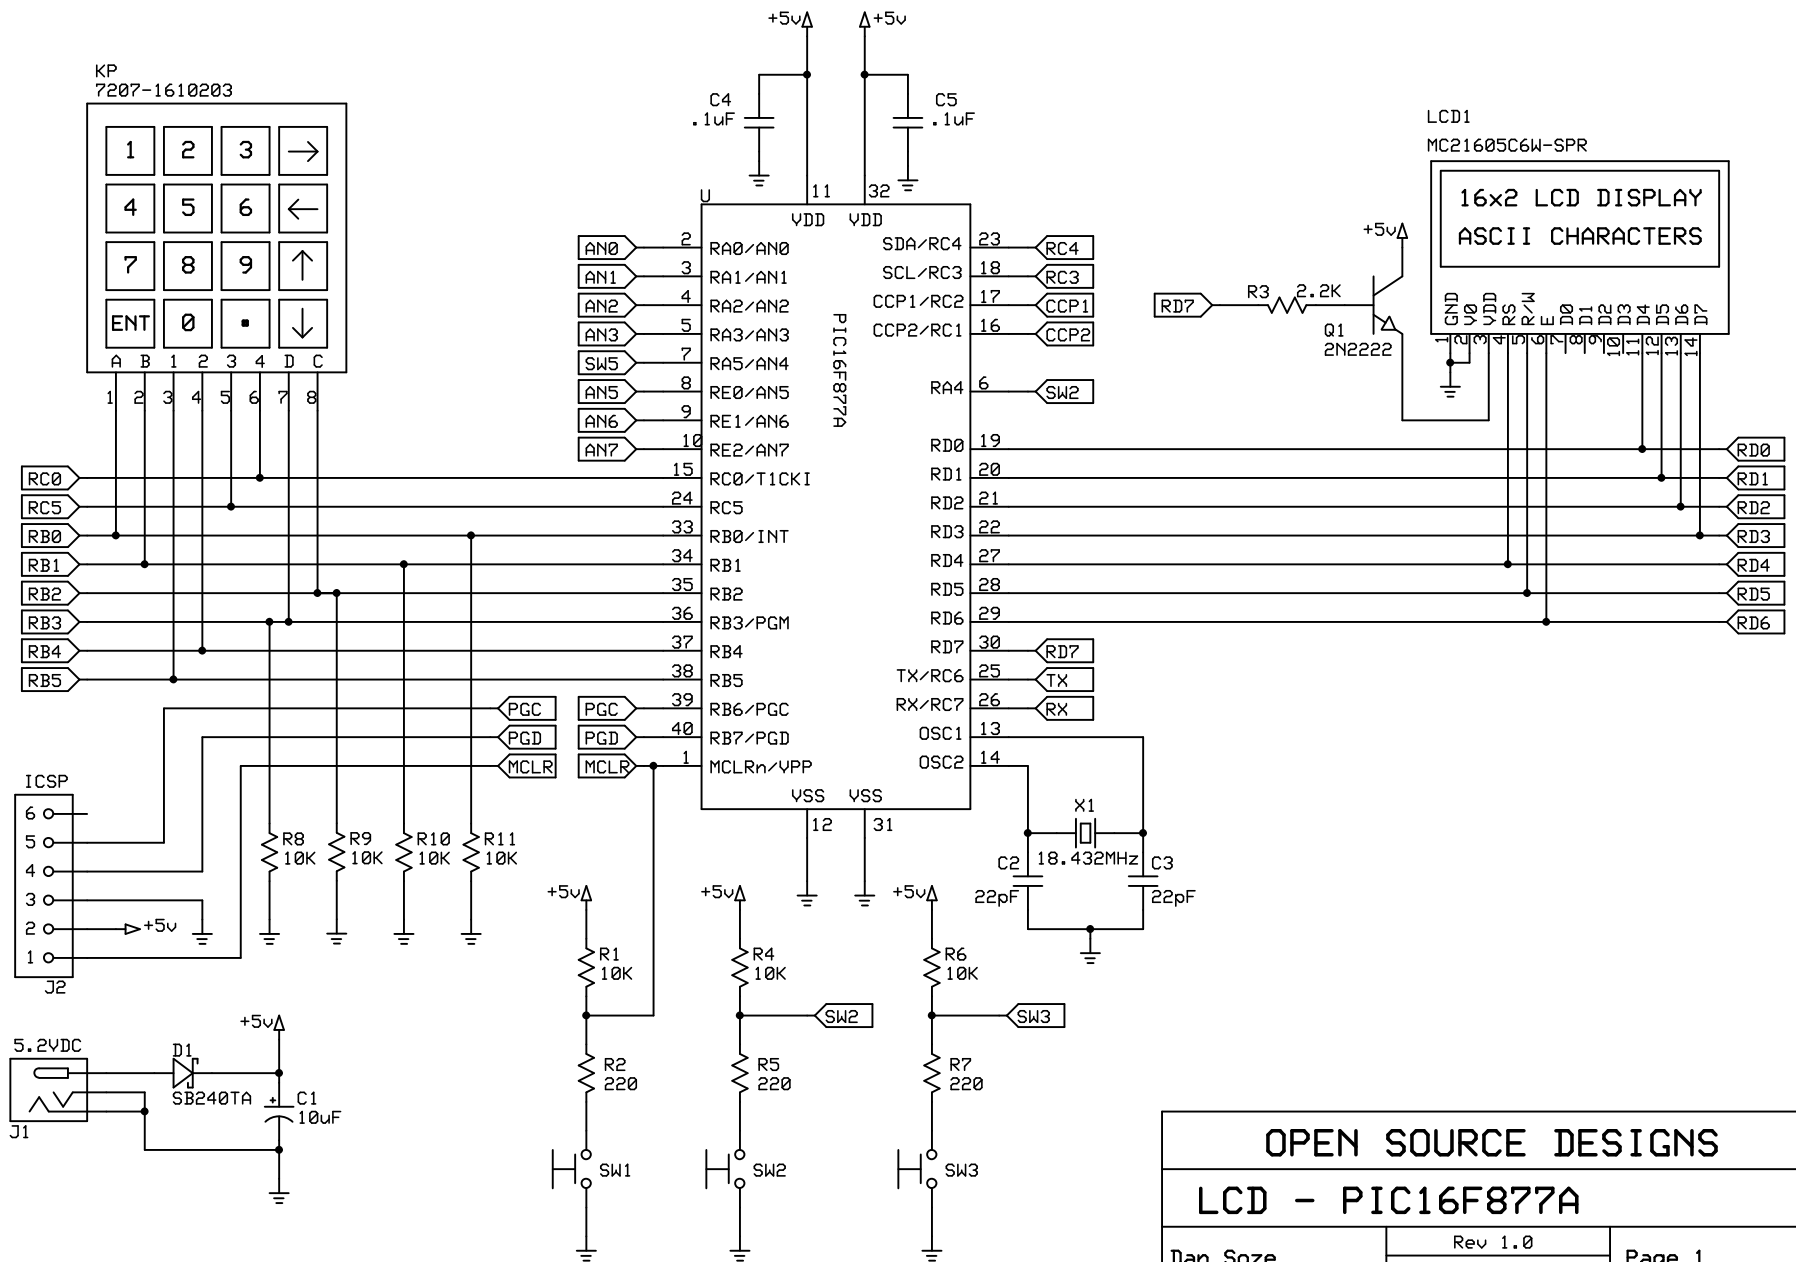 +5v
+5v
KP
7207-1610203
1 2 3
4 5 6
7 8 9
ENT 0 .
A B 1 2 3 4 D C
1 2 3 4 5 6 7 8
C4
.1uF
C5
.1uF
U
11
32
VDD VDD
PIC16F877A
AN0 2 RA0/AN0
AN1 3 RA1/AN1
AN2 4 RA2/AN2
AN3 5 RA3/AN3
SW5 7 RA5/AN4
AN5 8 RE0/AN5
AN6 9 RE1/AN6
AN7 10 RE2/AN7
RC0 15 RC0/T1CKI
RC5 24 RC5
RB0 33 RB0/INT
RB1 34 RB1
RB2 35 RB2
RB3 36 RB3/PGM
RB4 37 RB4
RB5 38 RB5
PGC PGC 39 RB6/PGC
PGD PGD 40 RB7/PGD
MCLR MCLR 1 MCLRn/VPP
VSS VSS
12
31
SDA/RC4 23 RC4
SCL/RC3 18 RC3
CCP1/RC2 17 CCP1
CCP2/RC1 16 CCP2
RA4 6 SW2
RD0 19 RD0
RD1 20 RD1
RD2 21 RD2
RD3 22 RD3
RD4 27 RD4
RD5 28 RD5
RD6 29 RD6
RD7 30 RD7
TX/RC6 25 TX
RX/RC7 26 RX
OSC1 13
OSC2 14
LCD1
MC21605C6W-SPR
16x2 LCD DISPLAY
ASCII CHARACTERS
GND V0 VDD RS R/W E D0 D1 D2 D3 D4 D5 D6 D7
1 2 3 4 5 6 7 8 9 10 11 12 13 14
+5v
RD7
R3 2.2K
Q1
2N2222
X1
18.432MHz
C2
22pF
C3
22pF
ICSP
6
5
4
3
2
1
+5v
J2
R8
10K
R9
10K
R10
10K
R11
10K
+5v
R1
10K
R2
220
SW1
+5v
R4
10K
SW2
R5
220
SW2
+5v
R6
10K
SW3
R7
220
SW3
5.2VDC
J1
D1
SB240TA
+5v
+
C1
10uF
OPEN SOURCE DESIGNS
LCD - PIC16F877A
Dan Soze
Rev 1.0
Page 1